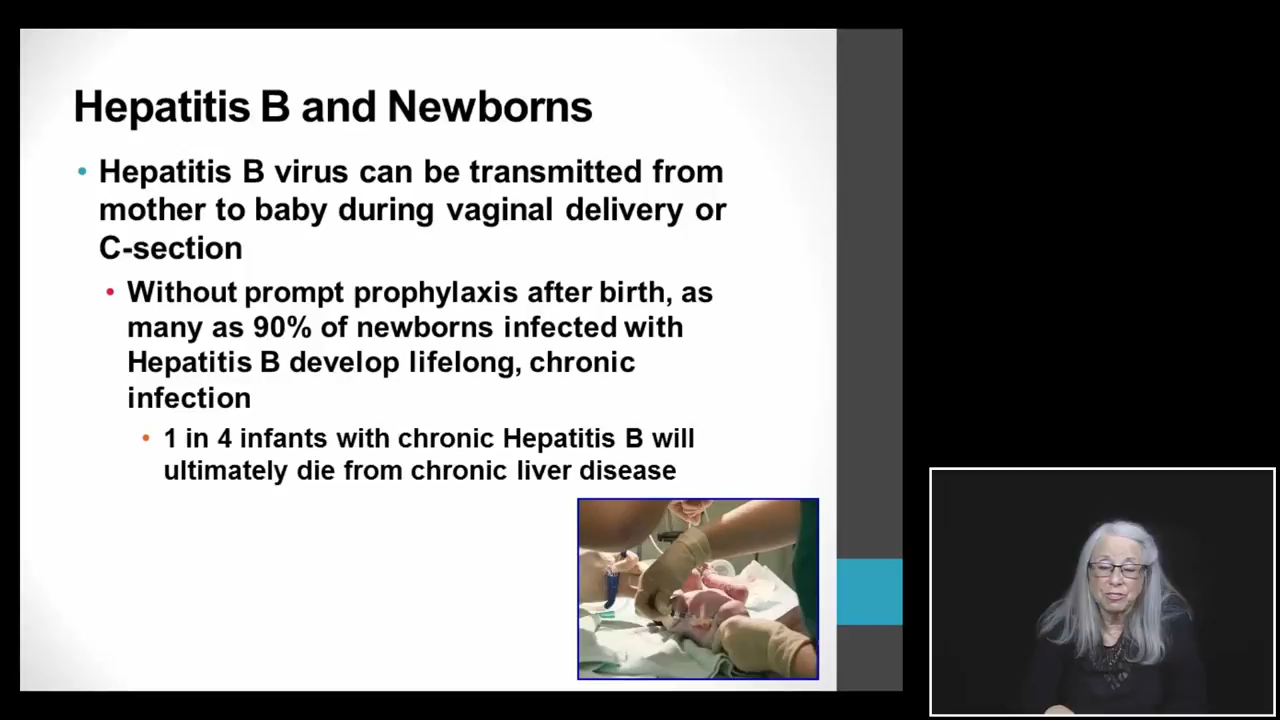 Hepatitis B and Newborns
• Hepatitis B virus can be transmitted from
mother to baby during vaginal delivery or
C-section
• Without prompt prophylaxis after birth, as
many as 90% of newborns infected with
Hepatitis B develop lifelong, chronic
infection
• 1 in 4 infants with chronic Hepatitis B will
ultimately die from chronic liver disease